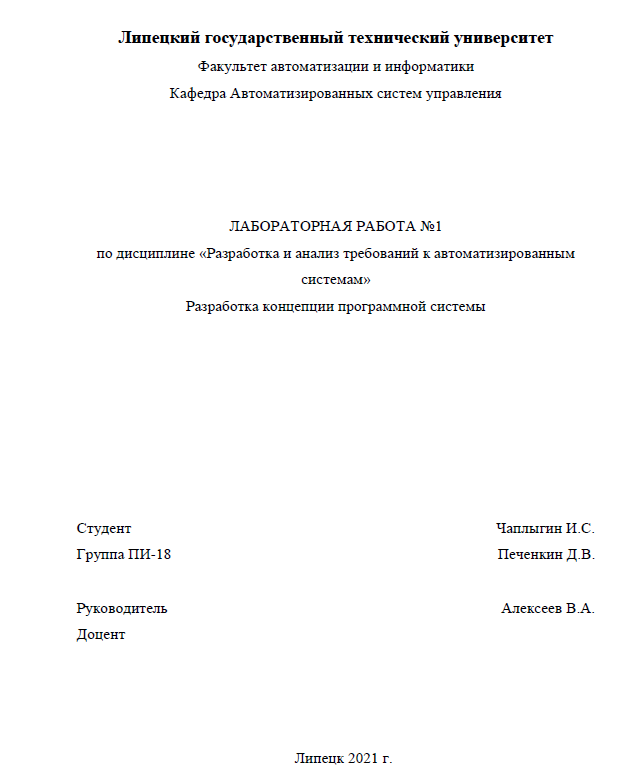 Липецкий государственный технический университет
Факультет автоматизации и информатики
Кафедра Автоматизированных систем управления
ЛАБОРАТОРНАЯ РАБОТА №1
по дисциплине «Разработка и анализ требований к автоматизированным
системам»
Разработка концепции программной системы
Студент Чаплыгин И.С.
Группа ПИ-18 Печенкин Д.В.
Руководитель Алексеев В.А.
Доцент
Липецк 2021 г.